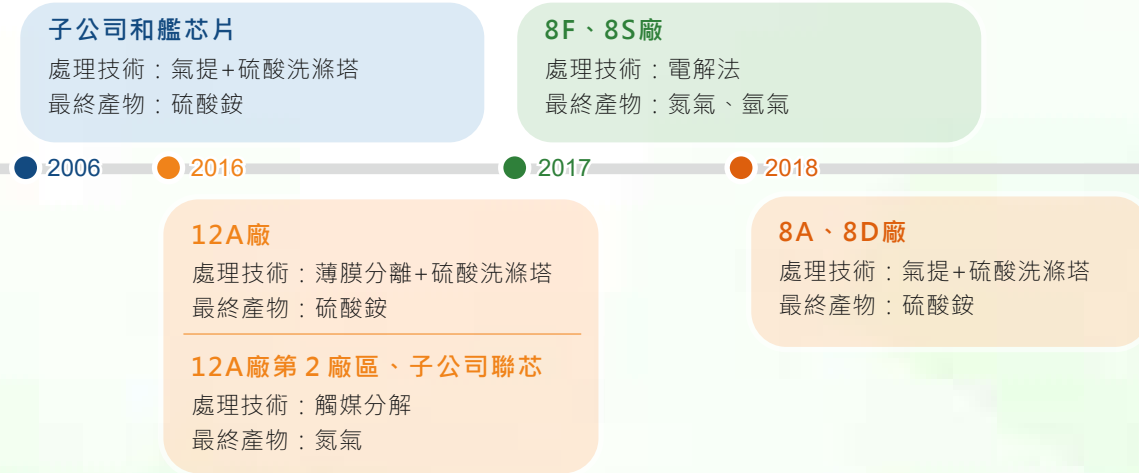 子公司和艦芯片
處理技術：氣提+硫酸洗滌塔
最終產物：硫酸銨
8F、8S廠
處理技術：電解法
最終產物：氮氣、氫氣
2006
2016
2017
2018
12A廠
處理技術：薄膜分離+硫酸洗滌塔
最終產物：硫酸銨
12A廠第２廠區、子公司聯芯
處理技術：觸媒分解
最終產物：氮氣
8A、8D廠
處理技術：氣提+硫酸洗滌塔
最終產物：硫酸銨